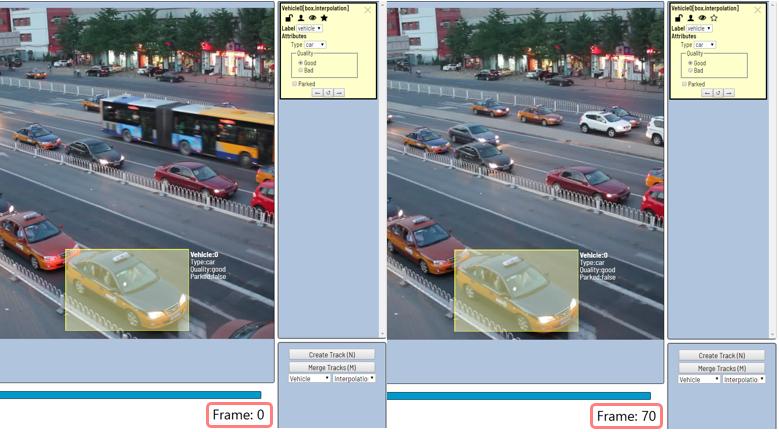 Vehicle0[box,interpolation]
Label vehicle
Attributes
Type car
Quality
Good
Bad
Parked
Vehicle:0
Type:car
Quality:good
Parked:false
Create Track (N)
Merge Tracks (M)
Vehicle Interpolatio
Frame: 0
Vehicle0[box,interpolation]
Label vehicle
Attributes
Type car
Quality
Good
Bad
Parked
Vehicle:0
Type:car
Quality:good
Parked:false
Create Track (N)
Merge Tracks (M)
Vehicle Interpolatio
Frame: 70